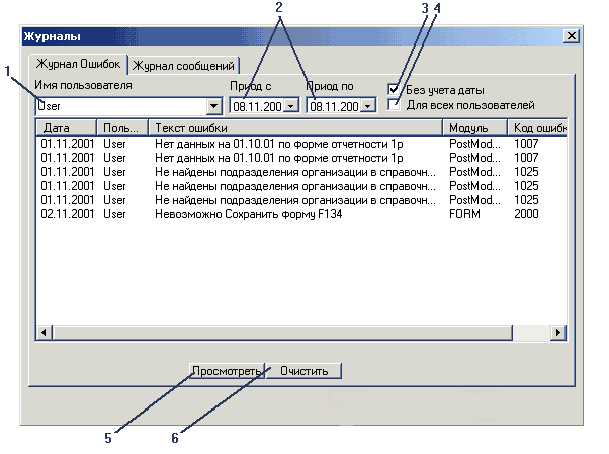 3 4
2
Журналы
1
Журнал Ошибок Журнал сообщений
Имя пользователя Приод с Приод по Без учета даты
User 08.11.200 08.11.200 Для всех пользователей
Дата Поль... Текст ошибки Модуль Код ошибк
01.11.2001 User Нет данных на 01.10.01 по форме отчетности 1р PostMod... 1007
01.11.2001 User Нет данных на 01.10.01 по форме отчетности 1р PostMod... 1007
01.11.2001 User Не найдены подразделения организации в справочн... PostMod... 1025
01.11.2001 User Не найдены подразделения организации в справочн... PostMod... 1025
01.11.2001 User Не найдены подразделения организации в справочн... PostMod... 1025
02.11.2001 User Невозможно Сохранить форму F134 FORM 2000
Просмотреть Очистить
5 6